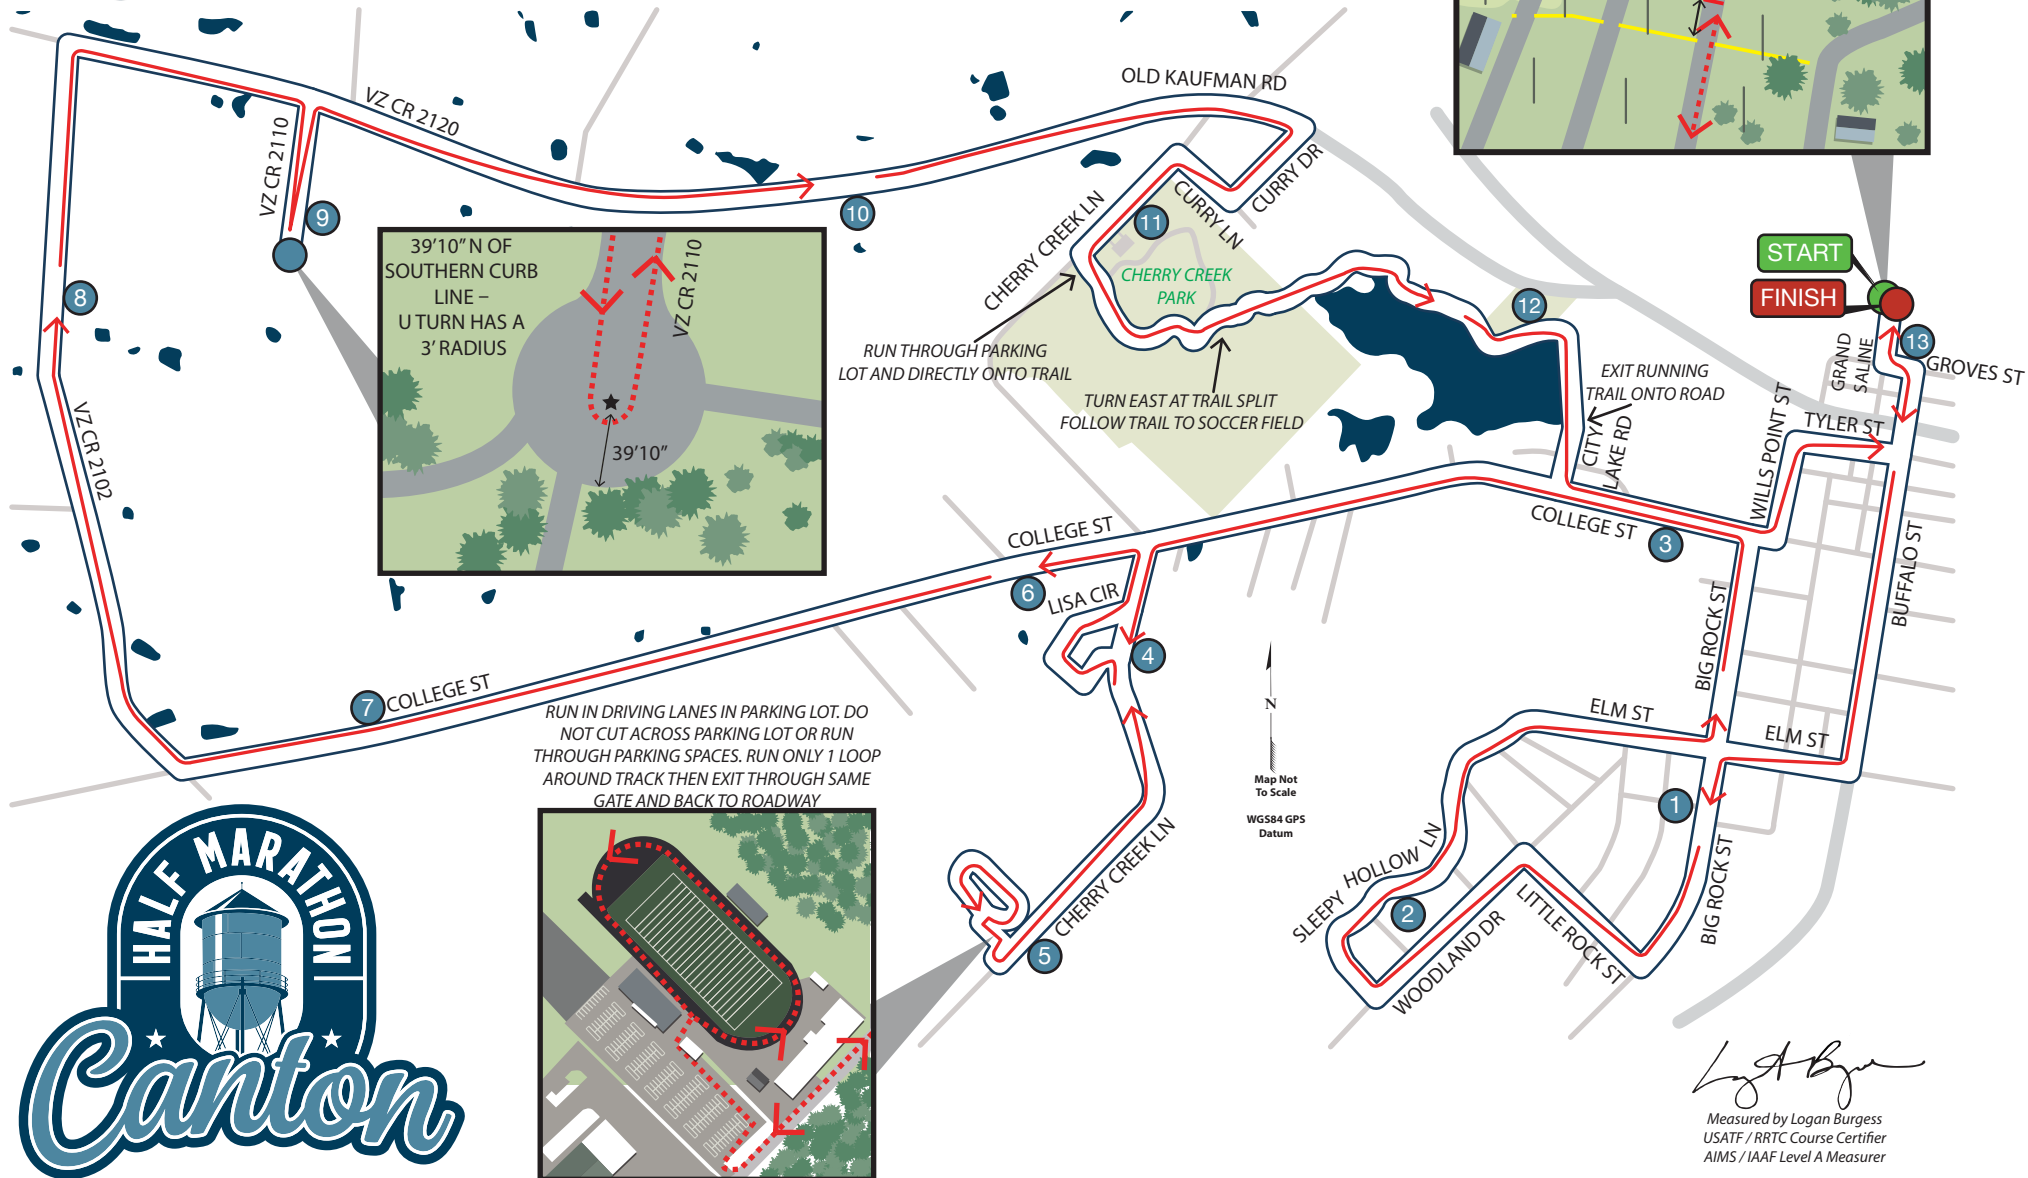 OLD KAUFMAN RD
VZ CR 2120
VZ CR 2110
CURRY DR
CURRY LN
CHERRY CREEK LN
9
10
11
39'10" N OF
SOUTHERN CURB
LINE –
U TURN HAS A
3' RADIUS
VZ CR 2110
39'10"
CHERRY CREEK
PARK
START
FINISH
8
12
13
GRAND
SALINE
GROVES ST
RUN THROUGH PARKING
LOT AND DIRECTLY ONTO TRAIL
TURN EAST AT TRAIL SPLIT
FOLLOW TRAIL TO SOCCER FIELD
EXIT RUNNING
TRAIL ONTO ROAD
CITY
LAKE RD
WILLS POINT ST
TYLER ST
VZ CR 2102
COLLEGE ST
COLLEGE ST
3
6
LISA CIR
4
BIG ROCK ST
BUFFALO ST
7
COLLEGE ST
N
Map Not
To Scale
WGS84 GPS
Datum
ELM ST
ELM ST
1
RUN IN DRIVING LANES IN PARKING LOT. DO
NOT CUT ACROSS PARKING LOT OR RUN
THROUGH PARKING SPACES. RUN ONLY 1 LOOP
AROUND TRACK THEN EXIT THROUGH SAME
GATE AND BACK TO ROADWAY
CHERRY CREEK LN
5
SLEEPY HOLLOW LN
2
WOODLAND DR
LITTLE ROCK ST
BIG ROCK ST
HALF MARATHON
Canton
Measured by Logan Burgess
USATF / RRTC Course Certifier
AIMS / IAAF Level A Measurer